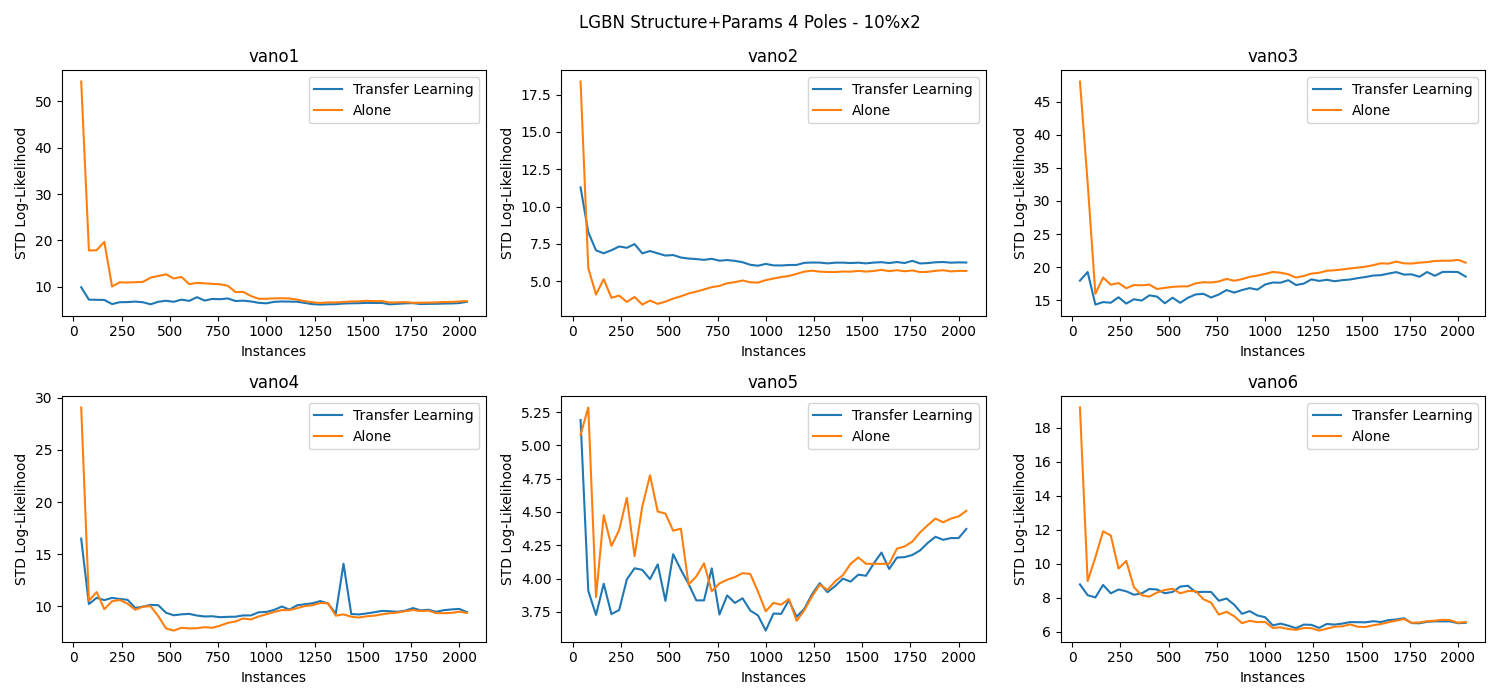 LGBN Structure+Params 4 Poles - 10%x2
vano1
STD Log-Likelihood
50
40
30
20
10
Transfer Learning
Alone
0 250 500 750 1000 1250 1500 1750 2000
Instances
vano2
STD Log-Likelihood
17.5
15.0
12.5
10.0
7.5
5.0
Transfer Learning
Alone
0 250 500 750 1000 1250 1500 1750 2000
Instances
vano3
STD Log-Likelihood
45
40
35
30
25
20
15
Transfer Learning
Alone
0 250 500 750 1000 1250 1500 1750 2000
Instances
vano4
STD Log-Likelihood
30
25
20
15
10
Transfer Learning
Alone
0 250 500 750 1000 1250 1500 1750 2000
Instances
vano5
STD Log-Likelihood
5.25
5.00
4.75
4.50
4.25
4.00
3.75
Transfer Learning
Alone
0 250 500 750 1000 1250 1500 1750 2000
Instances
vano6
STD Log-Likelihood
18
16
14
12
10
8
6
Transfer Learning
Alone
0 250 500 750 1000 1250 1500 1750 2000
Instances